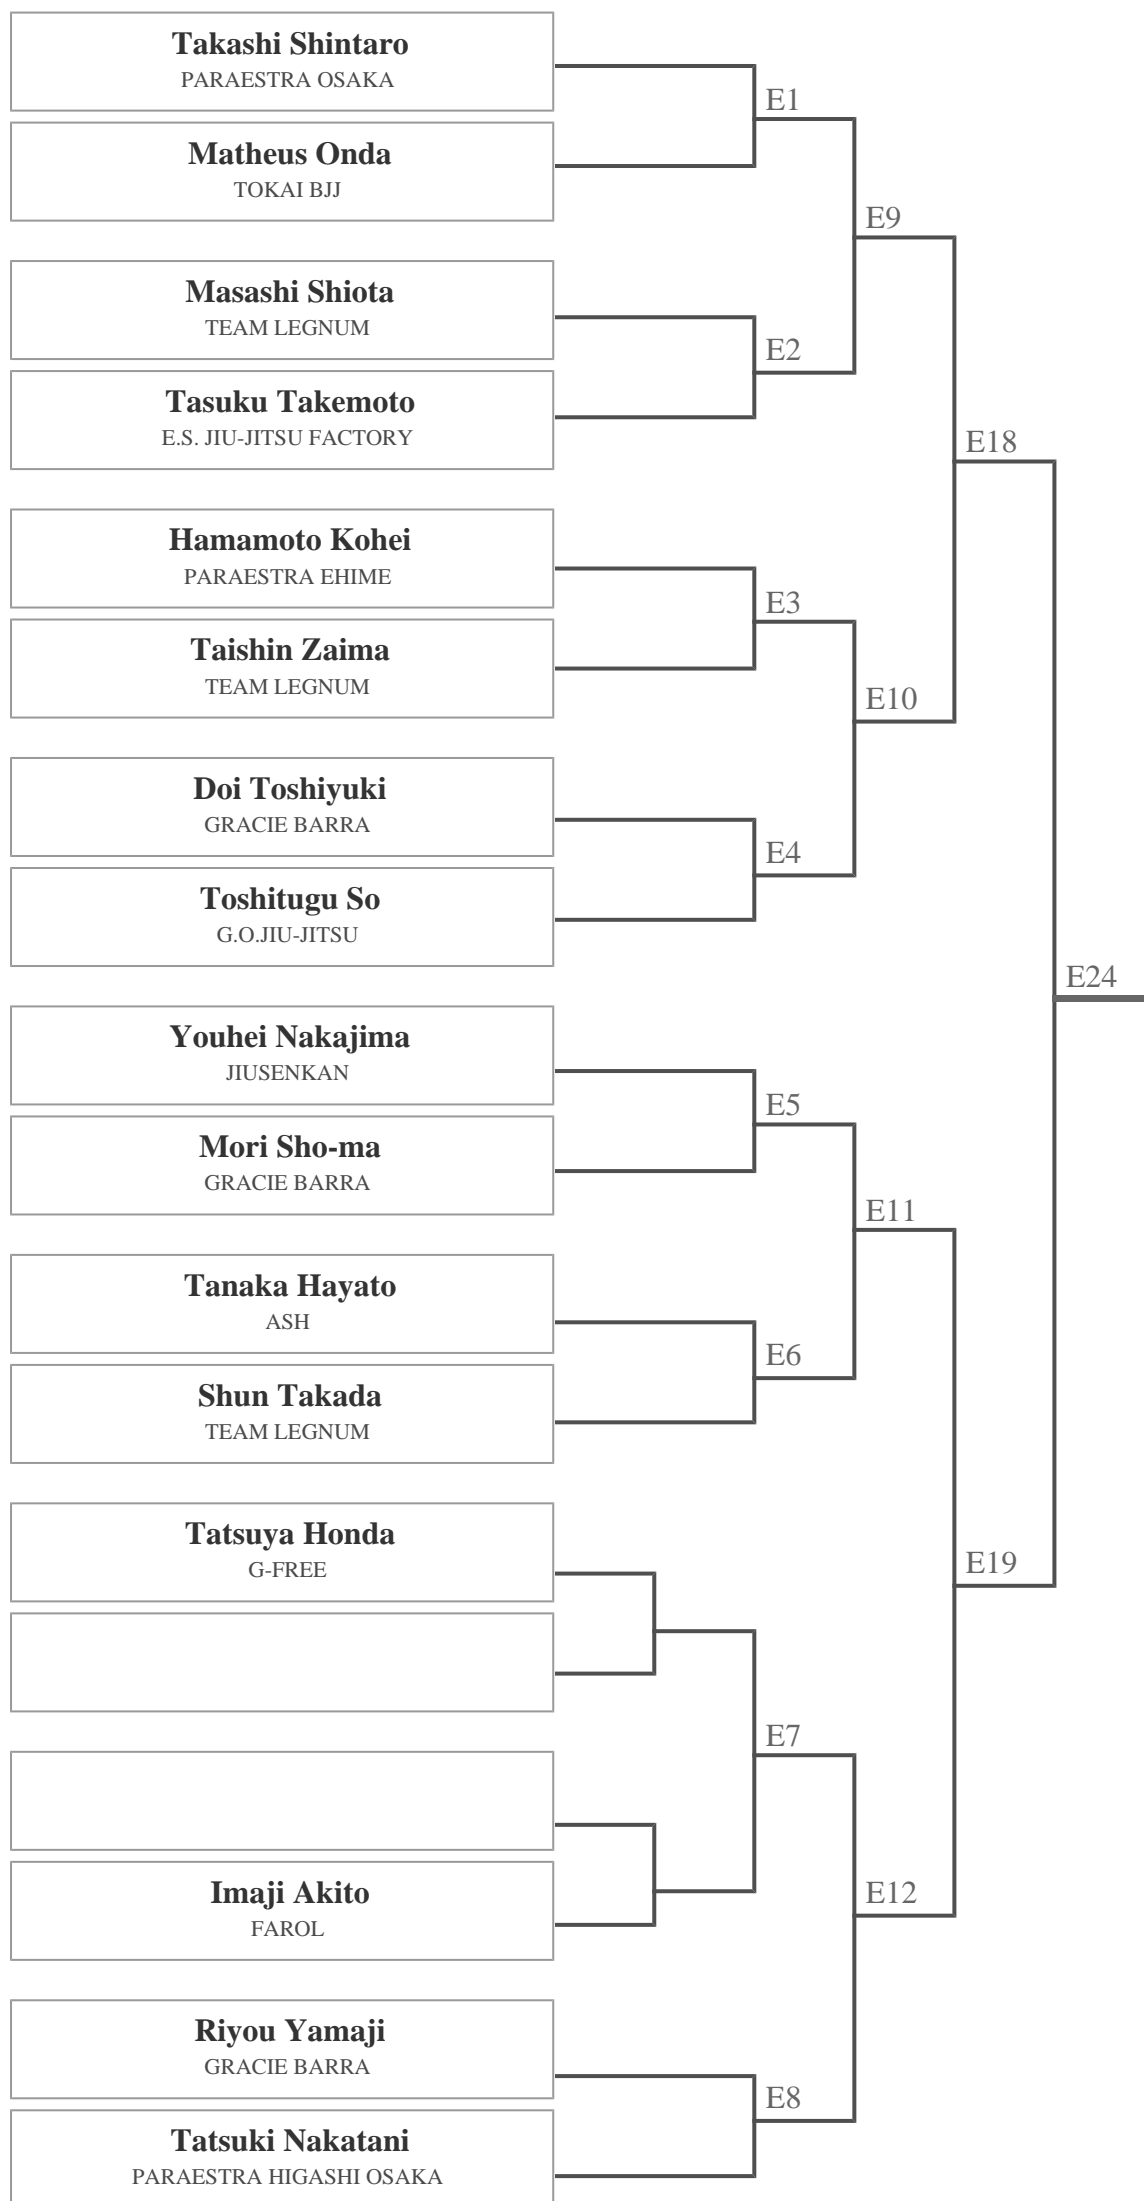 Takashi Shintaro
PARAESTRA OSAKA
E1
Matheus Onda
TOKAI BJJ
E9
Masashi Shiota
TEAM LEGNUM
E2
Tasuku Takemoto
E.S. JIU-JITSU FACTORY
E18
Hamamoto Kohei
PARAESTRA EHIME
E3
Taishin Zaima
TEAM LEGNUM
E10
Doi Toshiyuki
GRACIE BARRA
E4
Toshitugu So
G.O.JIU-JITSU
E24
Youhei Nakajima
JIUSENKAN
E5
Mori Sho-ma
GRACIE BARRA
E11
Tanaka Hayato
ASH
E6
Shun Takada
TEAM LEGNUM
Tatsuya Honda
G-FREE
E19
E7
Imaji Akito
FAROL
E12
Riyou Yamaji
GRACIE BARRA
E8
Tatsuki Nakatani
PARAESTRA HIGASHI OSAKA